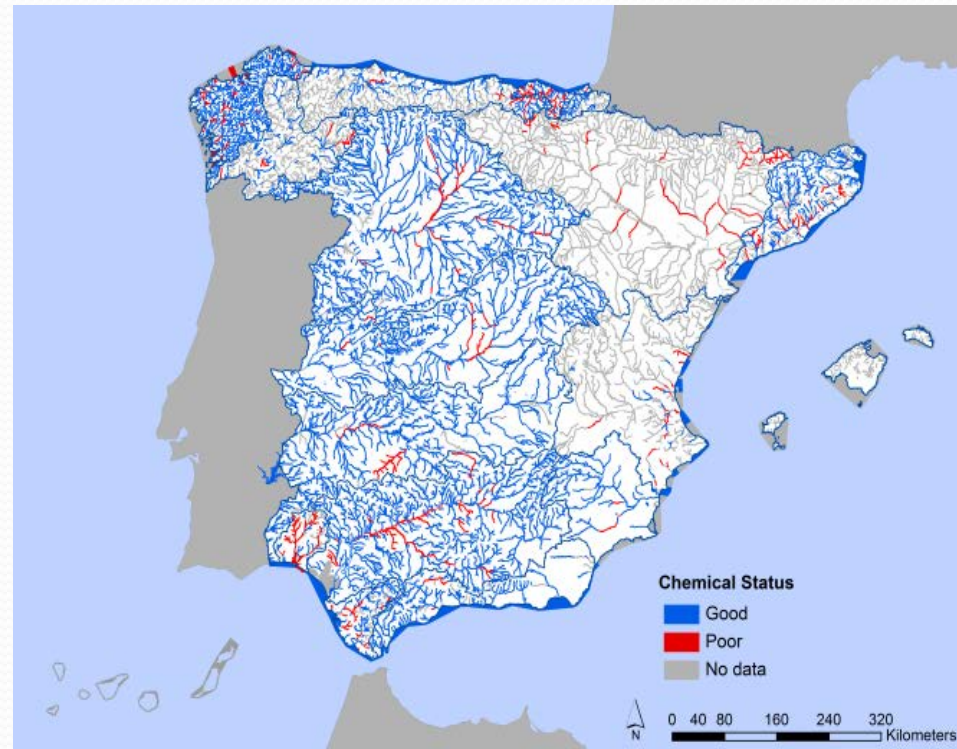 Chemical Status
Good
Poor
No data
N
0 40 80 160 240 320
Kilometers